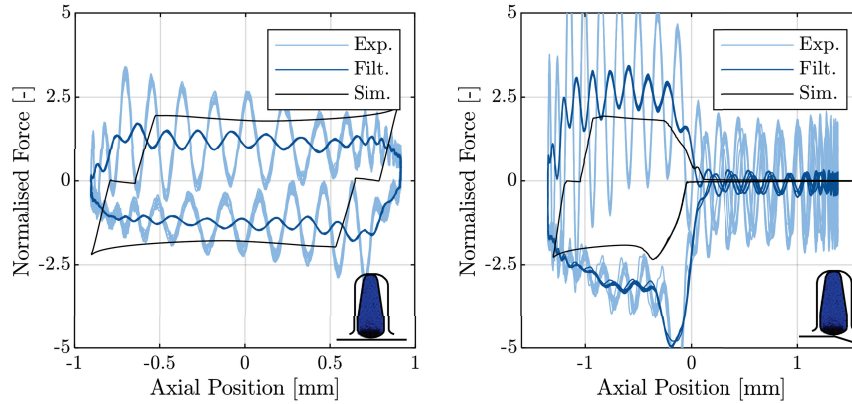 5
2.5
0
-2.5
-5
Normalised Force [-]
Exp.
Filt.
Sim.
-1
-0.5
0
0.5
1
Axial Position [mm]
5
2.5
0
-2.5
-5
Normalised Force [-]
Exp.
Filt.
Sim.
-1
0
1
Axial Position [mm]